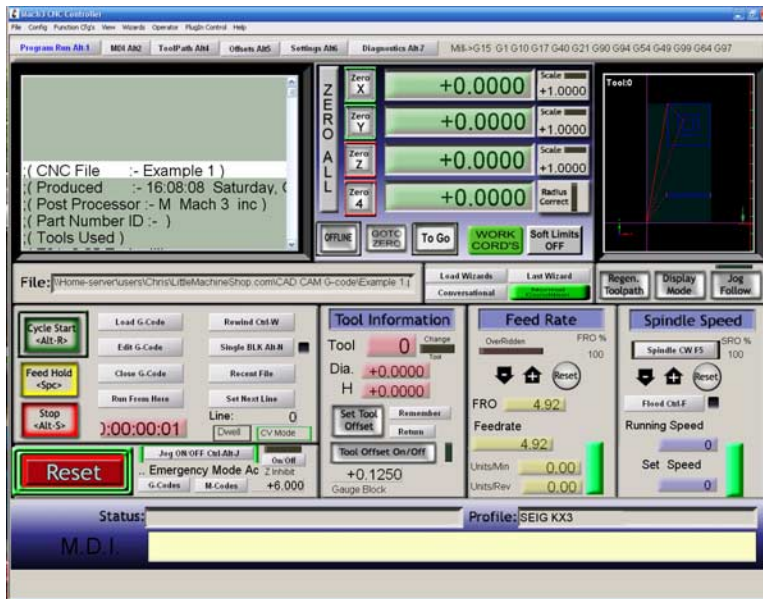 Mach3 CNC Controller
File Config Function Cfg's View Wizards Operator PlugIn Control Help
Program Run Alt-1 MDI Alt2 ToolPath Alt4 Offsets Alt5 Settings Alt6 Diagnostics Alt-7 Mill->G15 G1 G10 G17 G40 G21 G90 G94 G54 G49 G99 G64 G97
ZERO ALL
Zero X +0.0000 Scale +1.0000
Zero Y +0.0000 Scale +1.0000
Zero Z +0.0000 Scale +1.0000
Zero 4 +0.0000 Radius Correct
Tool:0
( CNC File :- Example 1 )
( Produced :- 16:08:08 Saturday,
( Post Processor :- M Mach 3 inc )
( Part Number ID :- )
( Tools Used )
OFFLINE GOTO ZERO To Go WORK CORD'S Soft Limits OFF
File: \\Home-server\users\Chris\LittleMachineShop.com\CAD CAM G-code\Example 1.
Load Wizards Last Wizard
Conversational
Regen. Toolpath Display Mode Jog Follow
Cycle Start <Alt-R>
Feed Hold <Spc>
Stop <Alt-S>
Load G-Code Rewind Ctrl-W
Edit G-Code Single BLK Alt-N
Close G-Code Recent File
Run From Here Set Next Line
Line: 0
0:00:00:01 Dwell CV Mode
Reset
Jog ON/OFF Ctrl-Alt-J On/Off
.. Emergency Mode Ac Z Inhibit
G-Codes M-Codes +6.000
Tool Information
Tool 0 Change Tool
Dia. +0.0000
H +0.0000
Set Tool Offset Remember
Return
Tool Offset On/Off
+0.1250
Gauge Block
Feed Rate
OverRidden FRO %
100
Reset
FRO 4.92
Feedrate
4.92
Units/Min 0.00
Units/Rev 0.00
Spindle Speed
Spindle CW F5 SRO %
100
Reset
Flood Ctrl-F
Running Speed
0
Set Speed
0
Status: Profile: SEIG KX3
M.D.I.